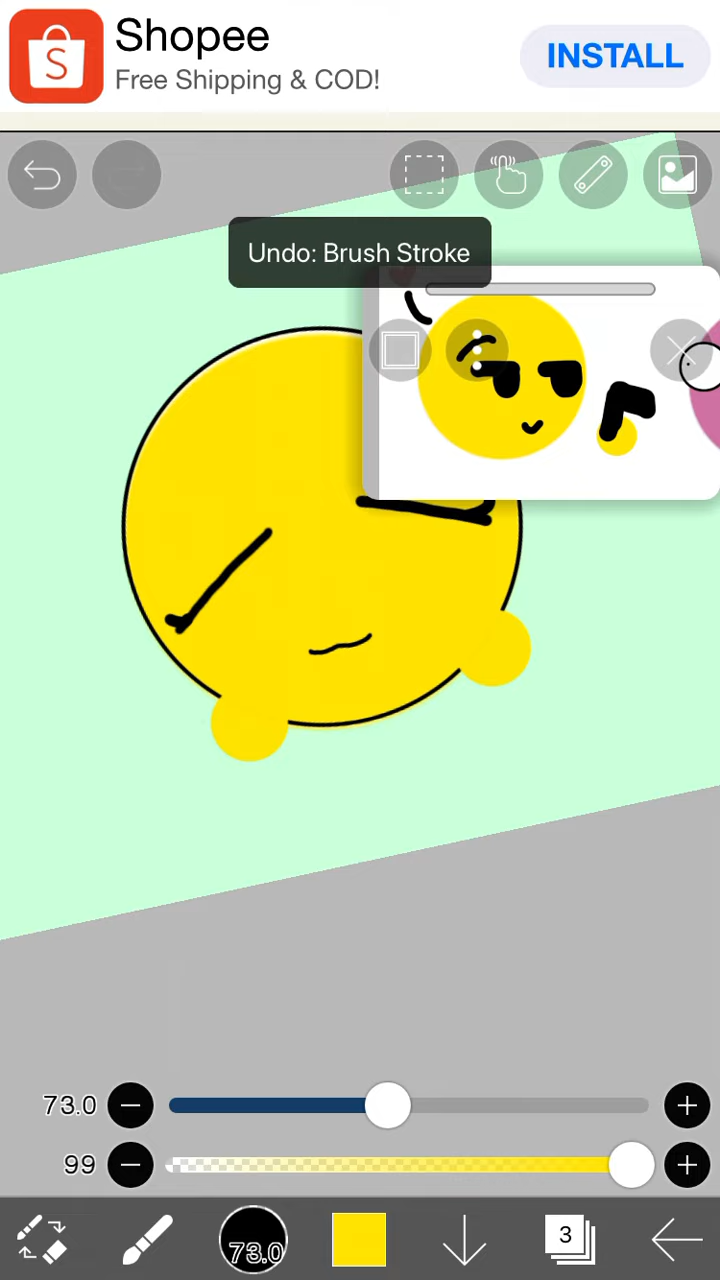 Shopee
Free Shipping & COD!
INSTALL
Undo: Brush Stroke
73.0
99
73.0
3